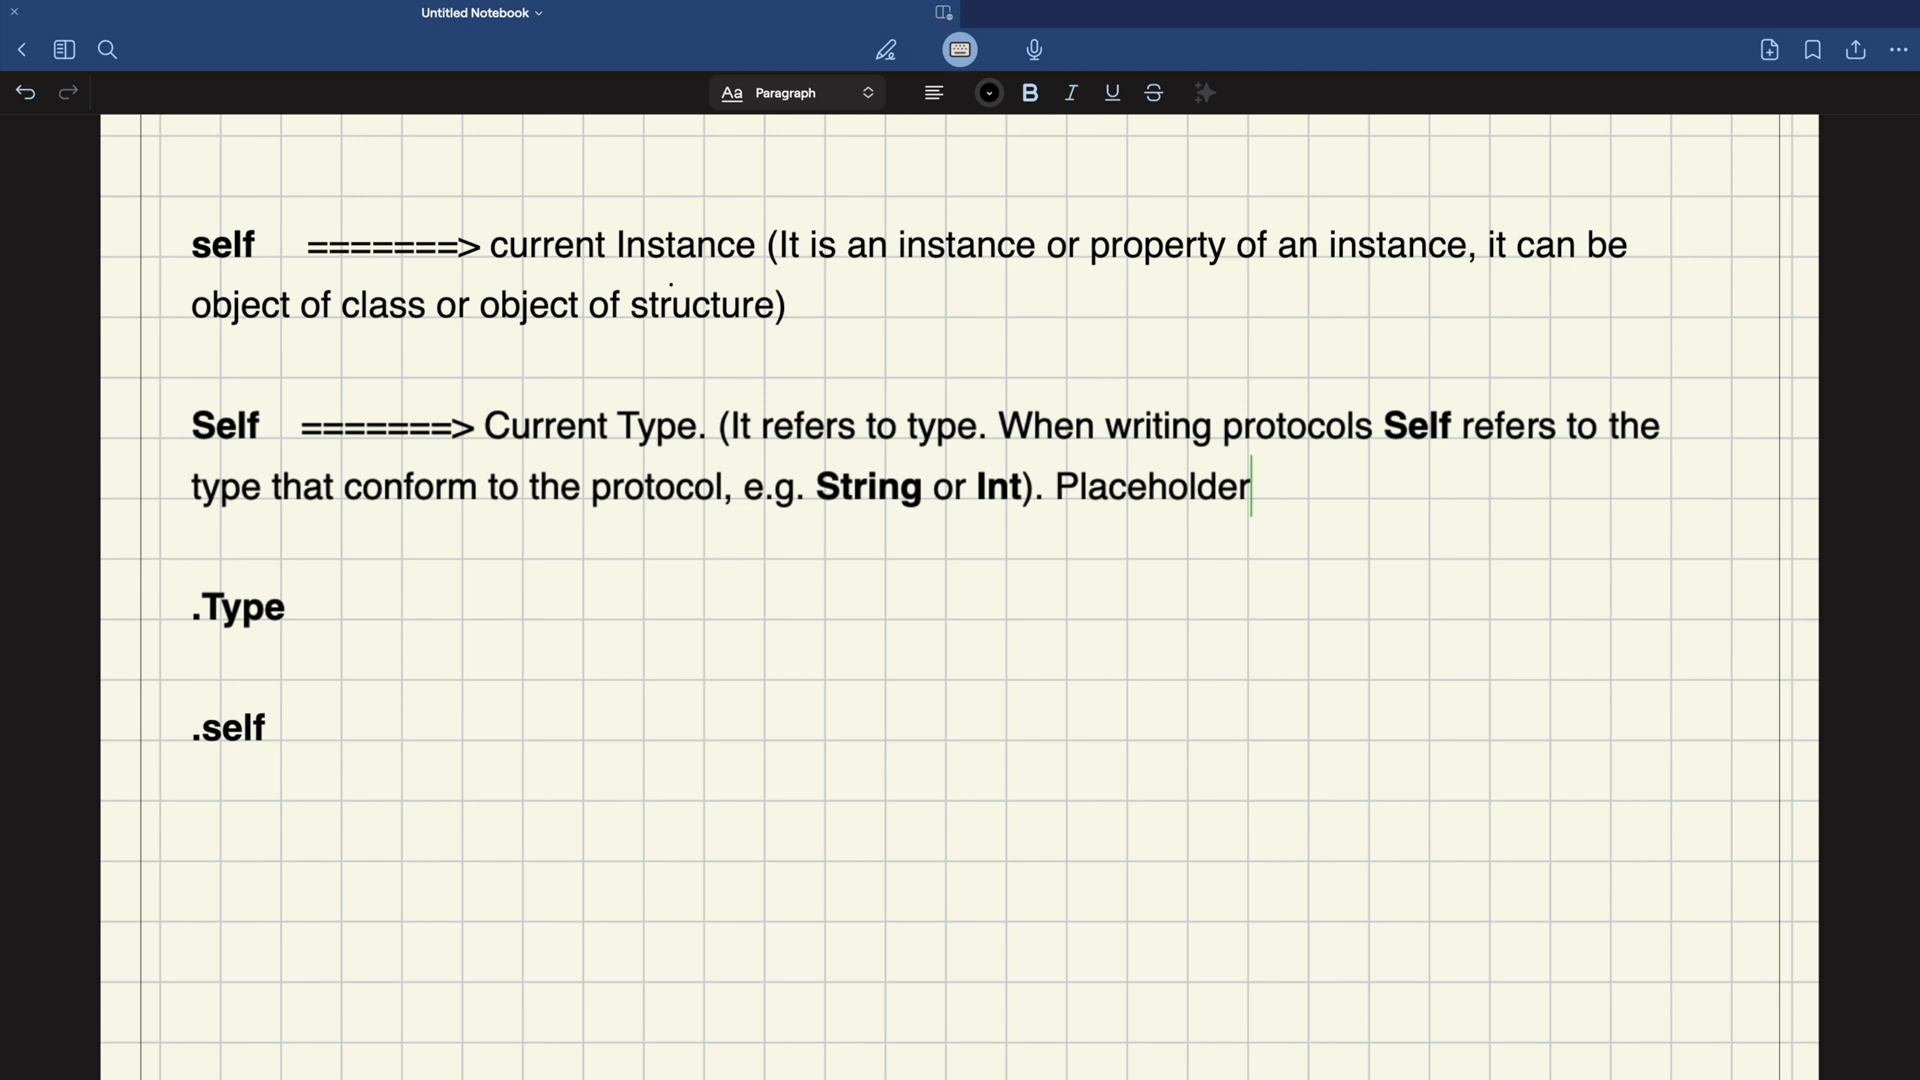 Untitled Notebook
Aa Paragraph B I U S
self =======> current Instance (It is an instance or property of an instance, it can be
object of class or object of structure)
Self =======> Current Type. (It refers to type. When writing protocols Self refers to the
type that conform to the protocol, e.g. String or Int). Placeholder
.Type
.self